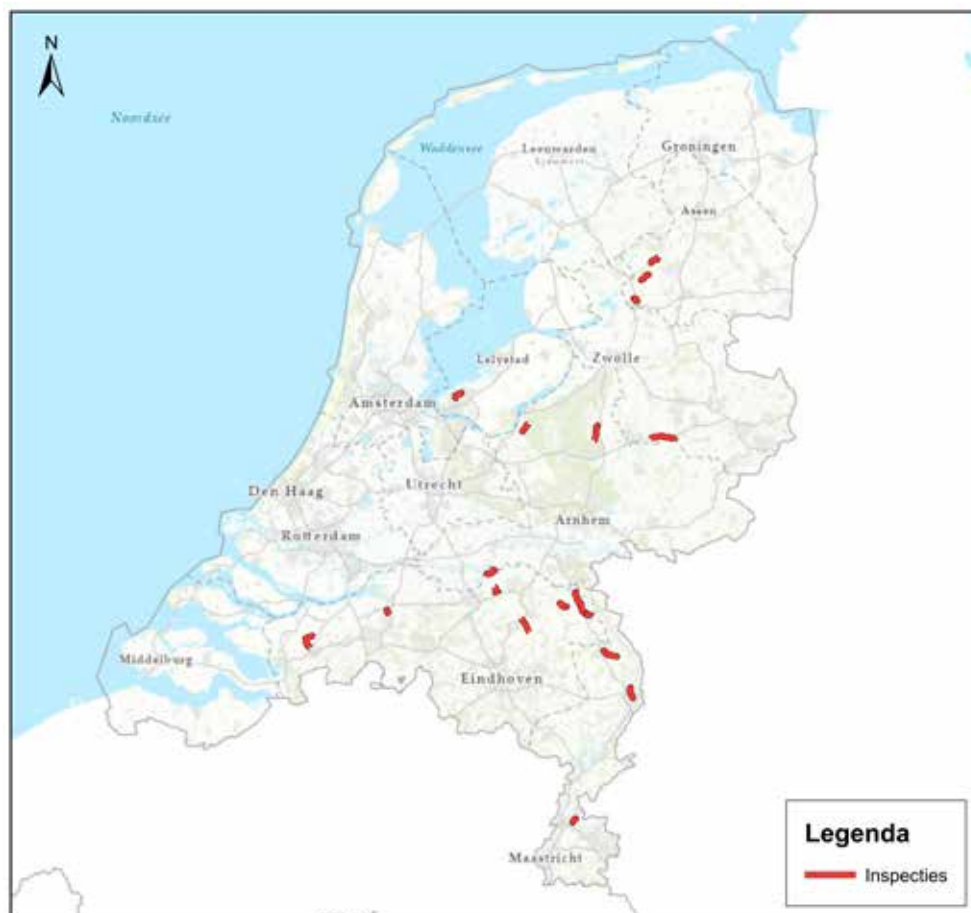 N
Noordzee
Waddenzee
Leeuwarden
Groningen
Assen
Lelystad
Zwolle
Amsterdam
Den Haag
Utrecht
Rotterdam
Arnhem
Middelburg
Eindhoven
Maastricht
Legenda
Inspecties